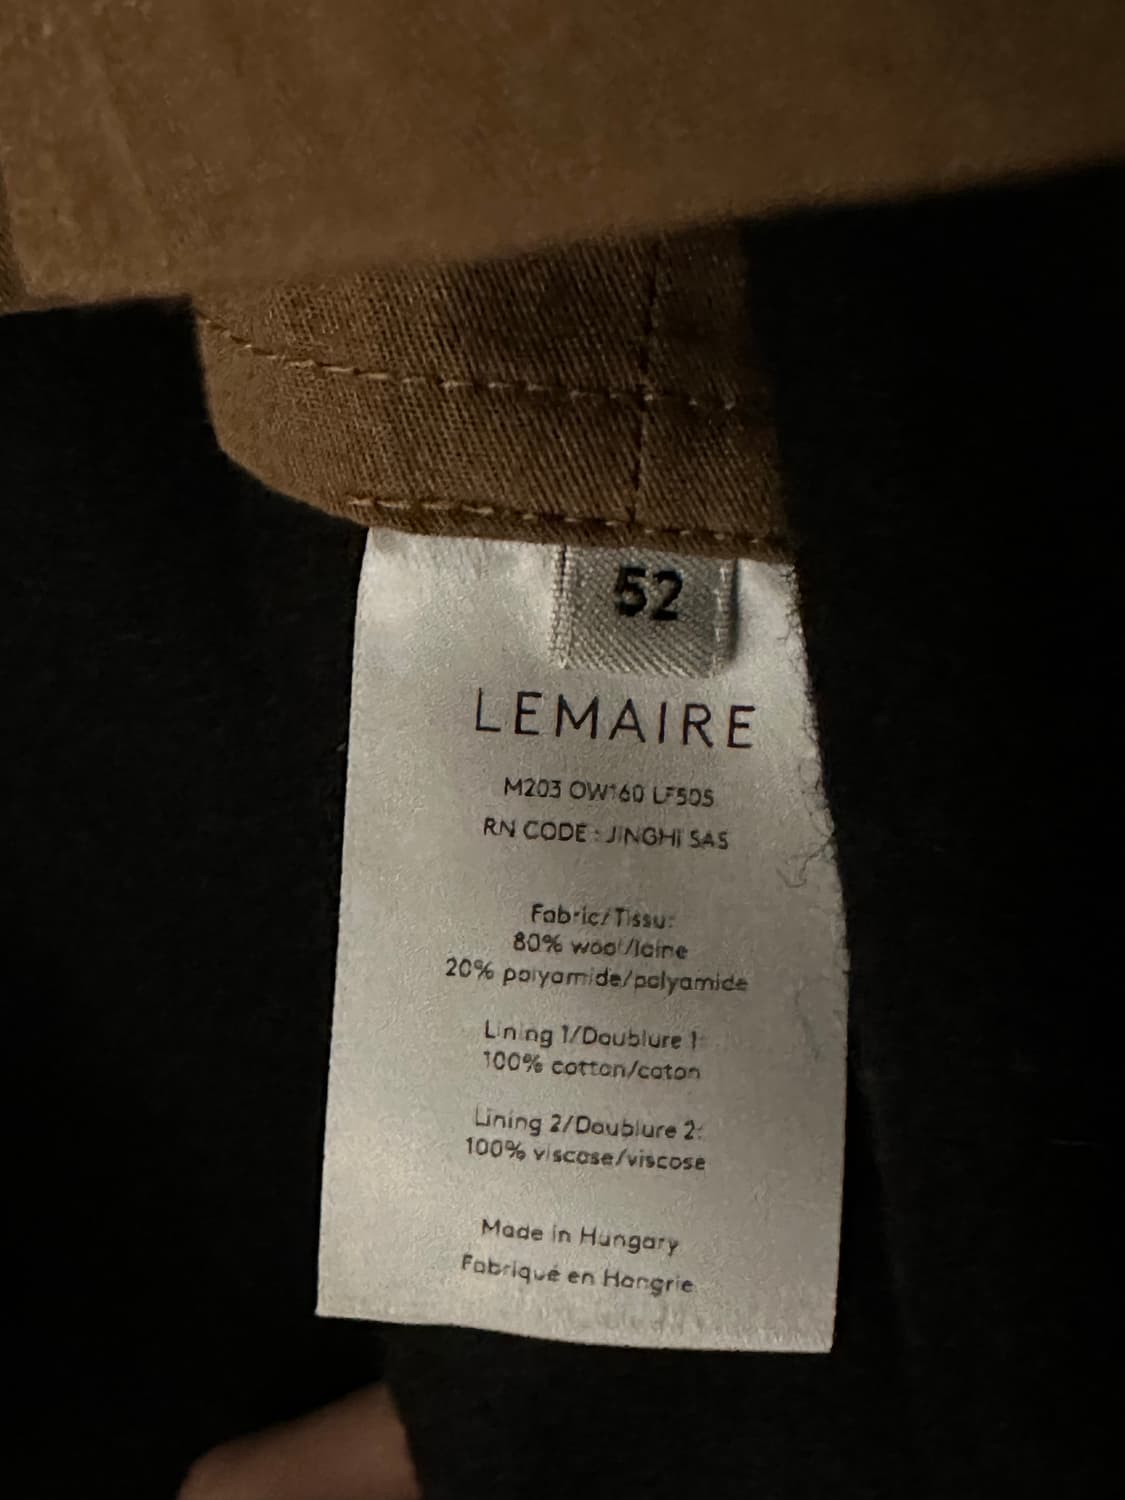 52
LEMAIRE
M203 OW160 LF505
RN CODE : JINGHI SAS
Fabric/Tissu:
80% wool/laine
20% polyamide/polyamide
Lining 1/Doublure 1:
100% cotton/coton
Lining 2/Doublure 2:
100% viscose/viscose
Made in Hungary
Fabriqué en Hongrie